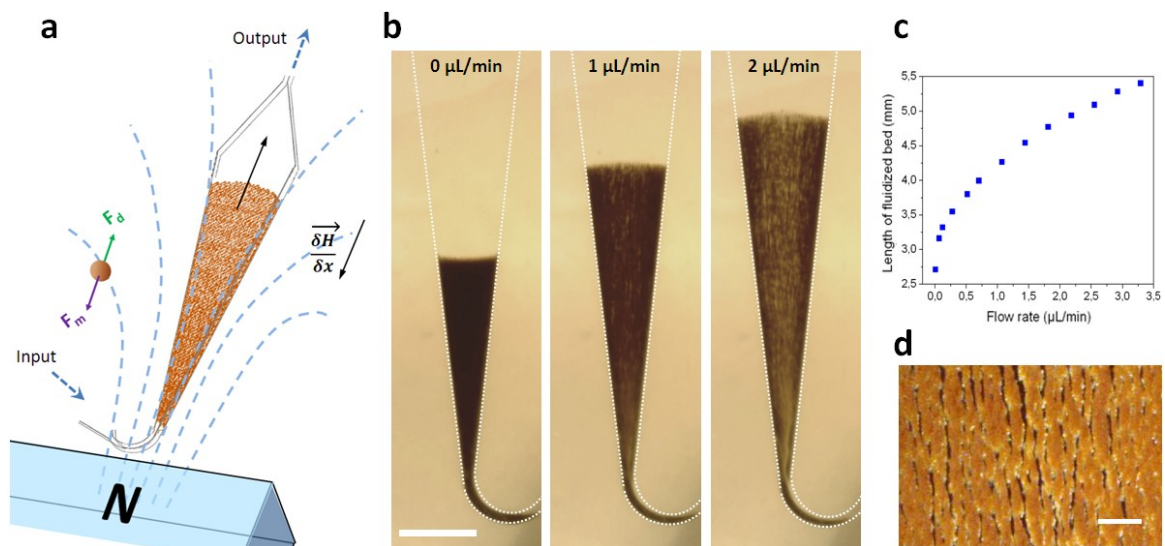 a
Output
F_d
F_m
δH
δx
Input
N
b
0 µL/min
1 µL/min
2 µL/min
c
Length of fluidized bed (mm)
5,5
5,0
4,5
4,0
3,5
3,0
2,5
0,0 0,5 1,0 1,5 2,0 2,5 3,0 3,5
Flow rate (µL/min)
d